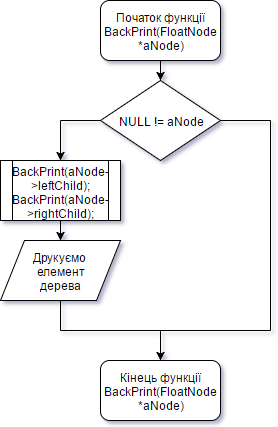 Початок функції
BackPrint(FloatNode
*aNode)
NULL != aNode
BackPrint(aNode-
>leftChild);
BackPrint(aNode-
>rightChild);
Друкуємо
елемент
дерева
Кінець функції
BackPrint(FloatNode
*aNode)